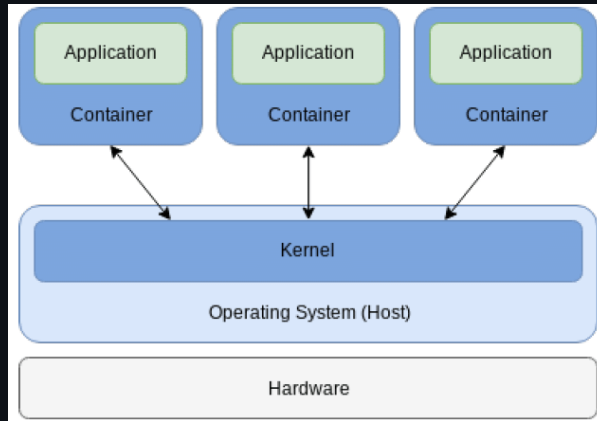 Application
Application
Application
Container
Container
Container
Kernel
Operating System (Host)
Hardware